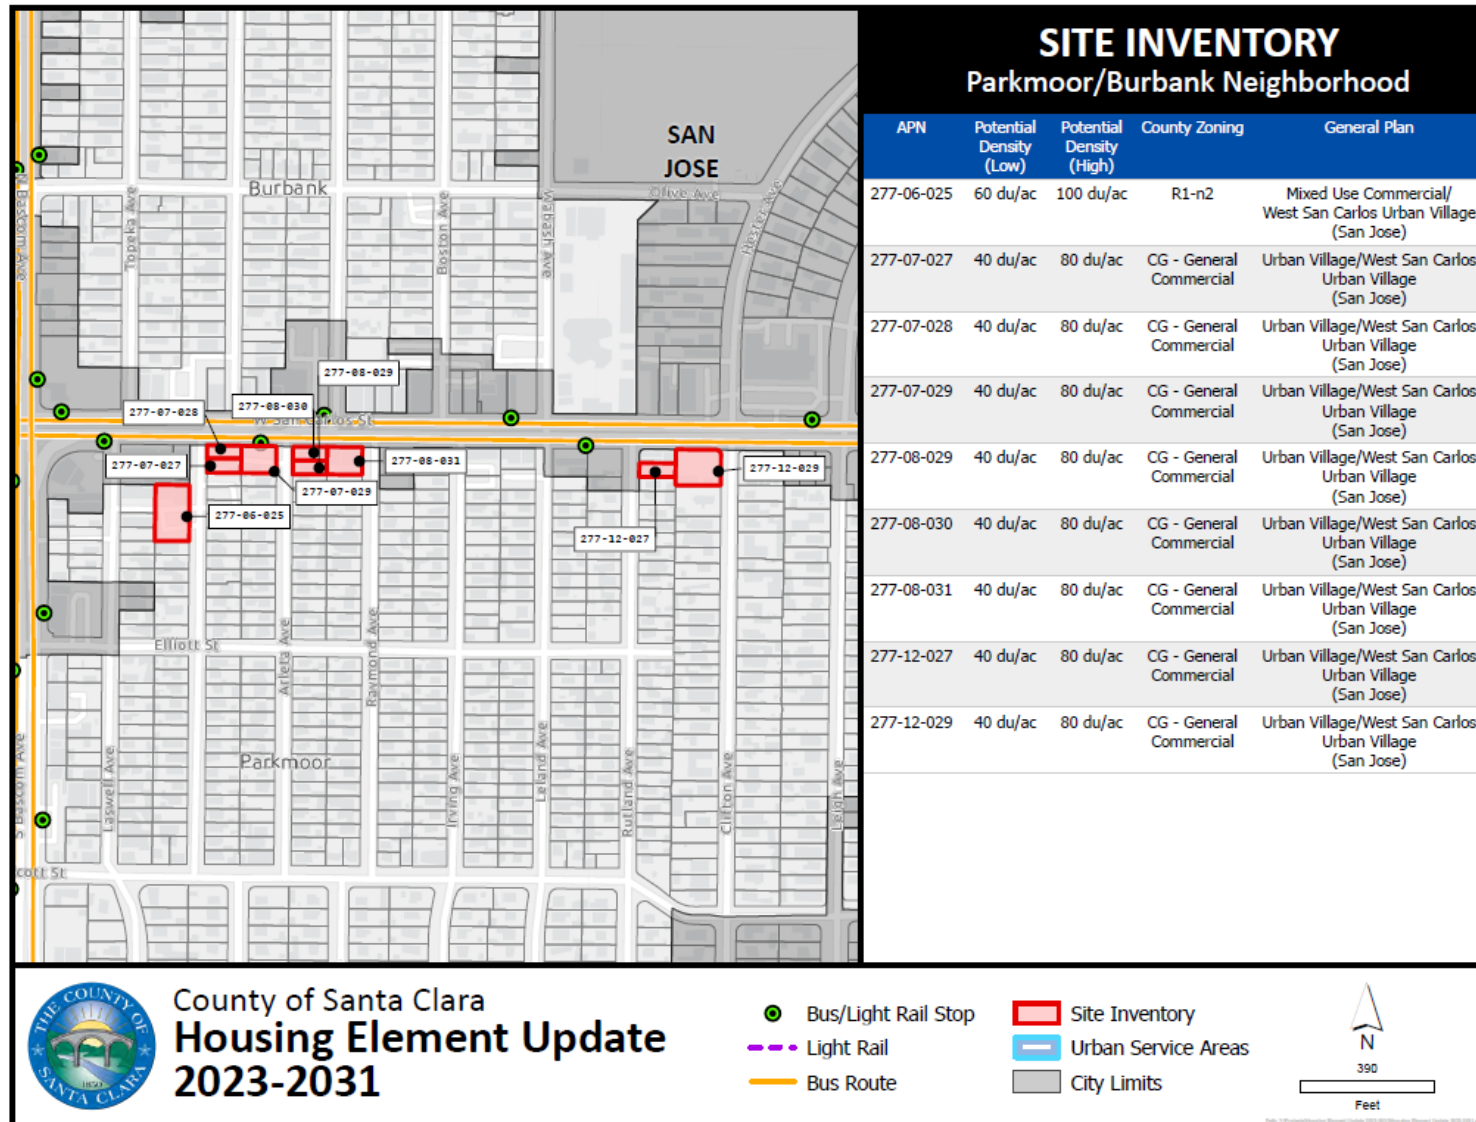 SITE INVENTORY
Parkmoor/Burbank Neighborhood
APN
Potential Density (Low)
Potential Density (High)
County Zoning
General Plan
277-06-025 60 du/ac 100 du/ac R1-n2 Mixed Use Commercial/
West San Carlos Urban Village
(San Jose)
277-07-027 40 du/ac 80 du/ac CG - General Urban Village/West San Carlos
Commercial Urban Village
(San Jose)
277-07-028 40 du/ac 80 du/ac CG - General Urban Village/West San Carlos
Commercial Urban Village
(San Jose)
277-07-029 40 du/ac 80 du/ac CG - General Urban Village/West San Carlos
Commercial Urban Village
(San Jose)
277-08-029 40 du/ac 80 du/ac CG - General Urban Village/West San Carlos
Commercial Urban Village
(San Jose)
277-08-030 40 du/ac 80 du/ac CG - General Urban Village/West San Carlos
Commercial Urban Village
(San Jose)
277-08-031 40 du/ac 80 du/ac CG - General Urban Village/West San Carlos
Commercial Urban Village
(San Jose)
277-12-027 40 du/ac 80 du/ac CG - General Urban Village/West San Carlos
Commercial Urban Village
(San Jose)
277-12-029 40 du/ac 80 du/ac CG - General Urban Village/West San Carlos
Commercial Urban Village
(San Jose)
SAN
JOSE
Burbank
Olive Ave
N Bascom Ave
Topeka Ave
Boston Ave
Wabash Ave
Hester Ave
277-08-029
277-07-028
277-08-030
W San Carlos St
277-07-027
277-08-031
277-12-029
277-07-029
277-06-025
277-12-027
Elliott St
Arleta Ave
Raymond Ave
Parkmoor
S Bascom Ave
Laswell Ave
Irving Ave
Leland Ave
Rutland Ave
Clifton Ave
Leigh Ave
cott St
THE COUNTY OF
SANTA CLARA
1850
County of Santa Clara
Housing Element Update
2023-2031
Bus/Light Rail Stop
Light Rail
Bus Route
Site Inventory
Urban Service Areas
City Limits
N
390
Feet